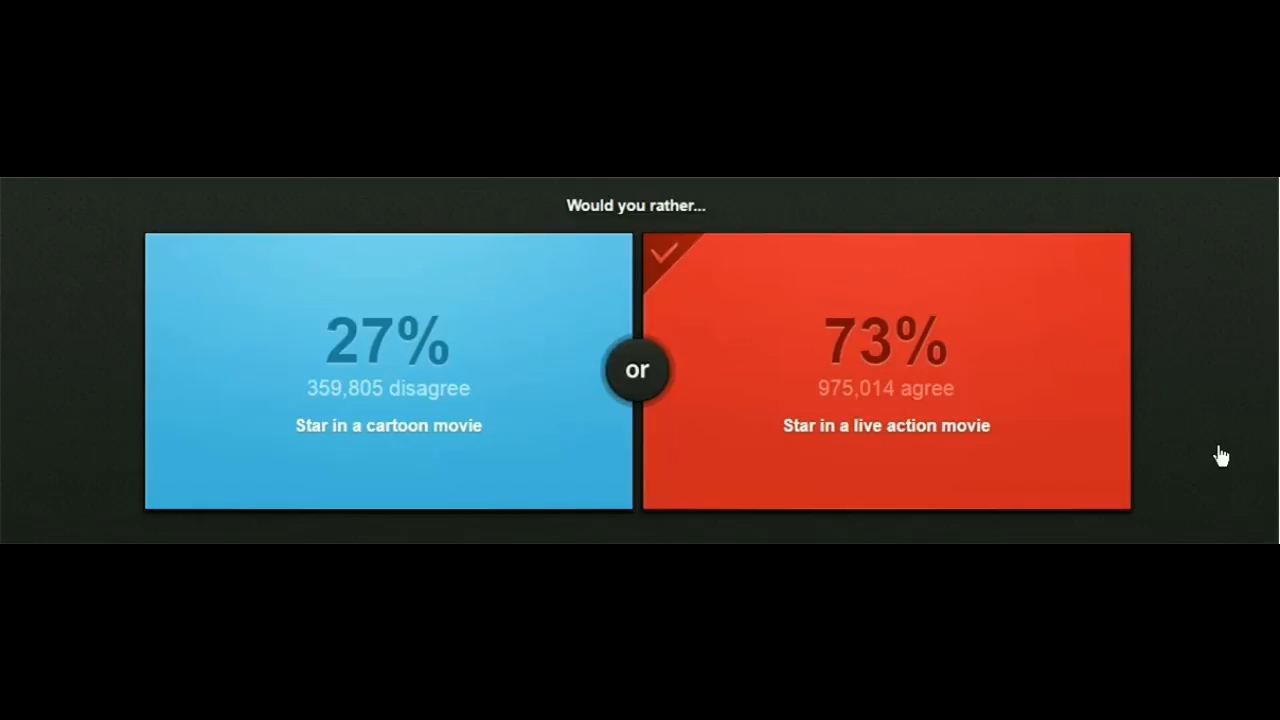 Would you rather...
27%
359,805 disagree
Star in a cartoon movie
or
73%
975,014 agree
Star in a live action movie